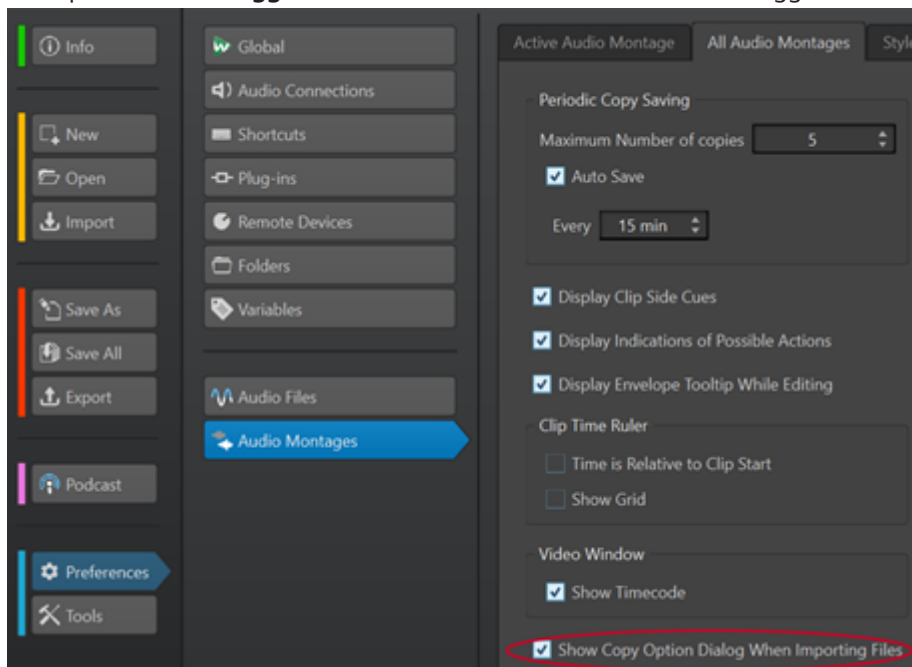 Info
New
Open
Import
Save As
Save All
Export
Podcast
Preferences
Tools
Global
Audio Connections
Shortcuts
Plug-ins
Remote Devices
Folders
Variables
Audio Files
Audio Montages
Active Audio Montage All Audio Montages
Periodic Copy Saving
Maximum Number of copies 5
Auto Save
Every 15 min
Display Clip Side Cues
Display Indications of Possible Actions
Display Envelope Tooltip While Editing
Clip Time Ruler
Time is Relative to Clip Start
Show Grid
Video Window
Show Timecode
Show Copy Option Dialog When Importing Files